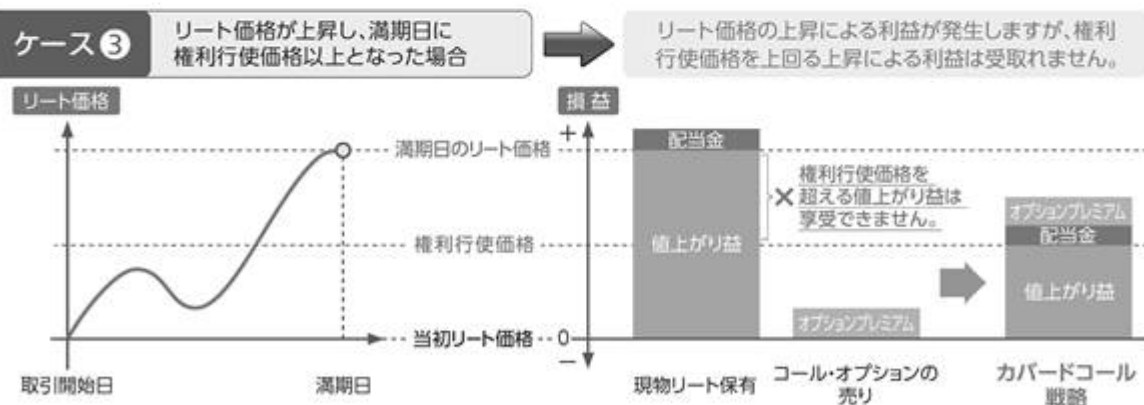 ケース❸
リート価格が上昇し、満期日に
権利行使価格以上となった場合
リート価格の上昇による利益が発生しますが、権利
行使価格を上回る上昇による利益は受取れません。
リート価格
満期日のリート価格
権利行使価格
当初リート価格
取引開始日
満期日
損益
+
0
−
配当金
値上がり益
×
権利行使価格を
超える値上がり益は
享受できません。
オプションプレミアム
オプションプレミアム
配当金
値上がり益
現物リート保有
コール・オプションの
売り
カバードコール
戦略